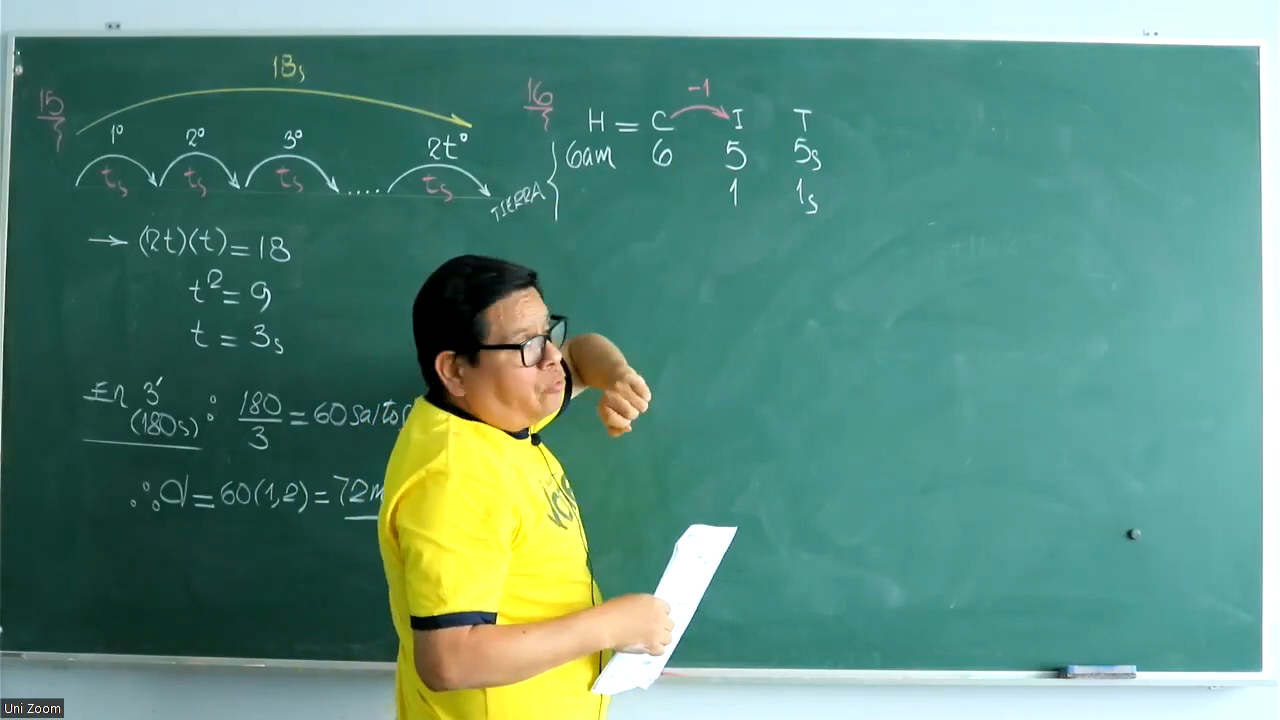 15
18s
1° 2° 3° 2t°
ts ts ts ..... ts
→ (2t)(t) = 18
t² = 9
t = 3s
En 3'
(180s) : 180/3 = 60 saltos
∴ d = 60(1,2) = 72m
16
-1
H = C I T
TIERRA { 6am 6 5 5s
1 1s
Uni Zoom